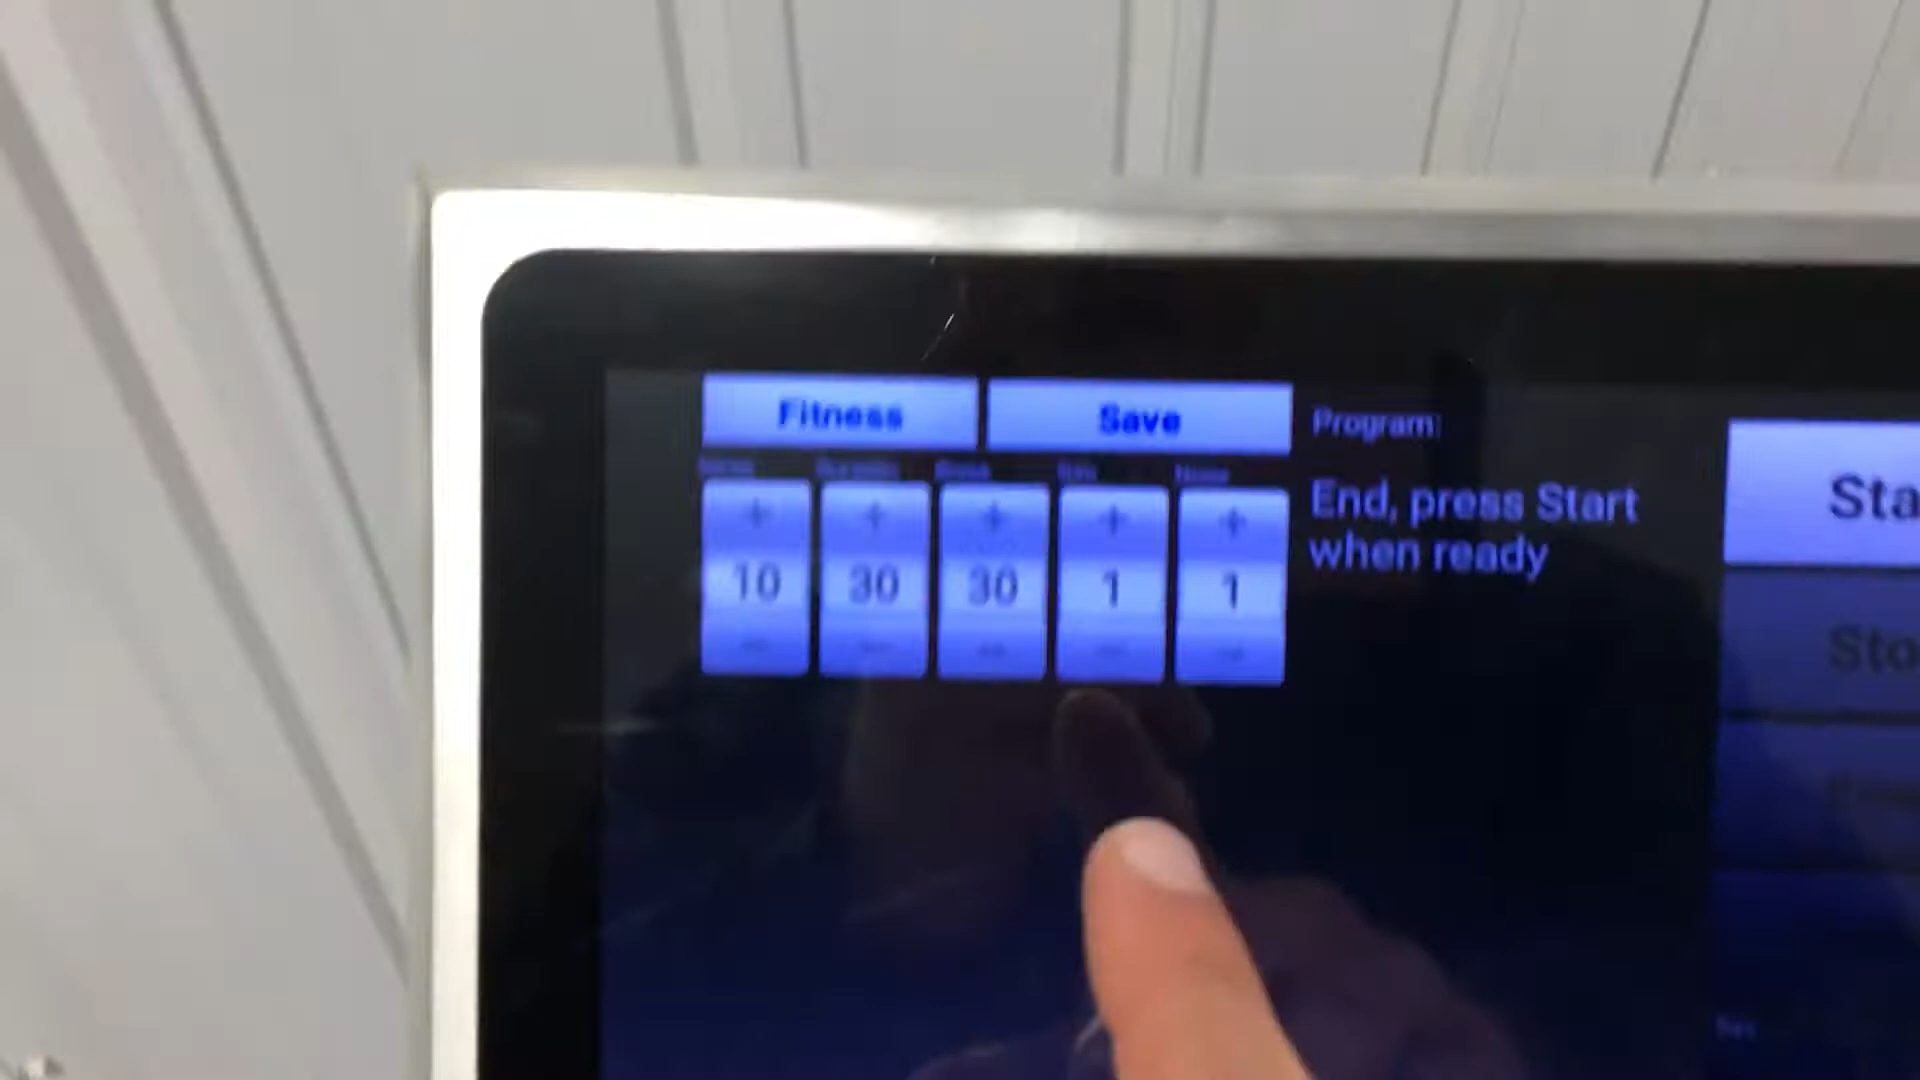 Fitness Save
Program:
+ + + + +
10 30 30 1 1
- - - - -
End, press Start
when ready
Sta
Sto